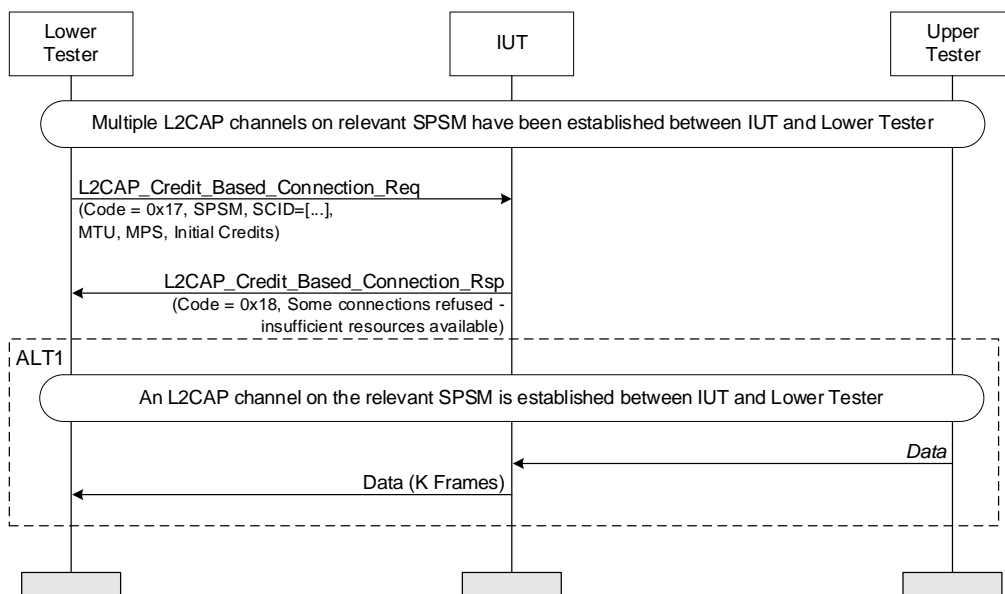 Lower
Tester
IUT
Upper
Tester
Multiple L2CAP channels on relevant SPSM have been established between IUT and Lower Tester
L2CAP_Credit_Based_Connection_Req
(Code = 0x17, SPSM, SCID=[...],
MTU, MPS, Initial Credits)
L2CAP_Credit_Based_Connection_Rsp
(Code = 0x18, Some connections refused -
insufficient resources available)
ALT1
An L2CAP channel on the relevant SPSM is established between IUT and Lower Tester
Data
Data (K Frames)